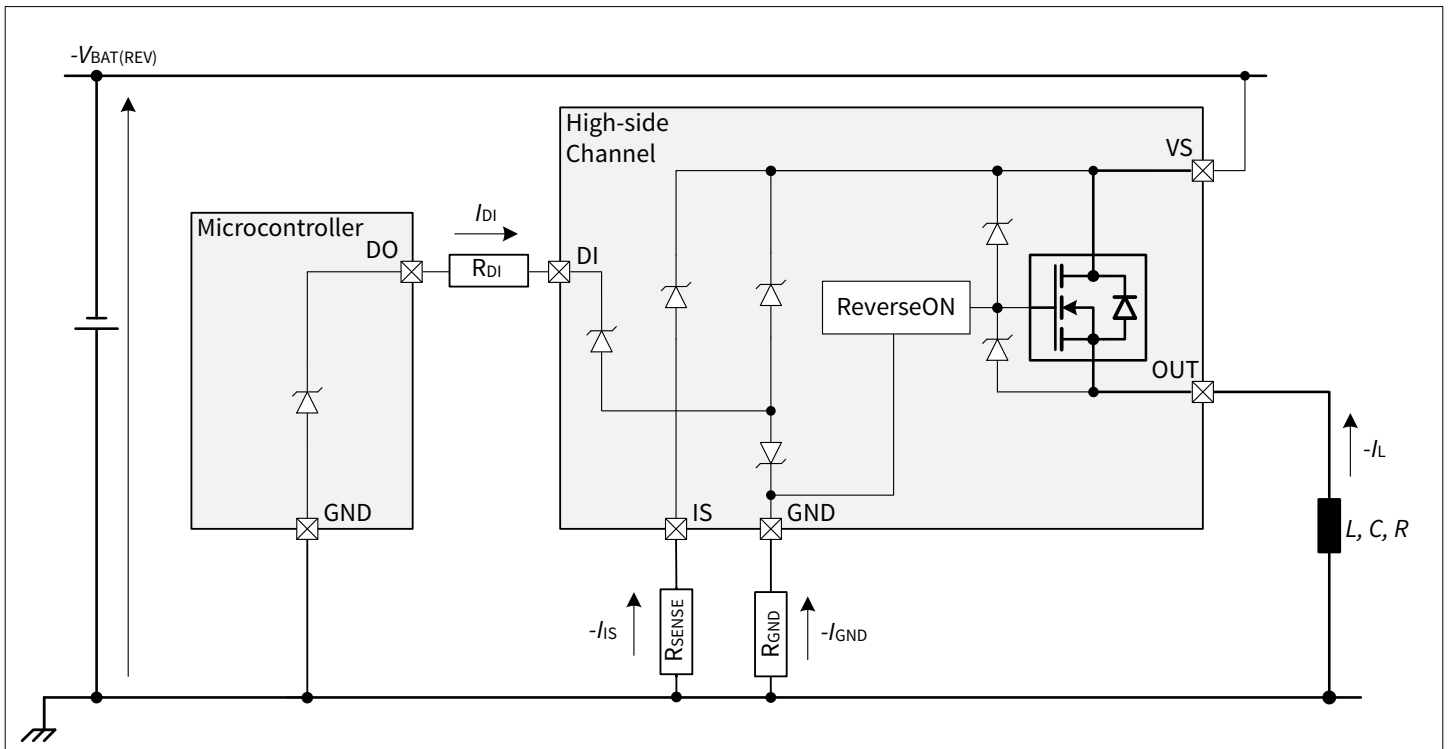 -VBAT(REV)
High-side
Channel
VS
Microcontroller
DO
IDI
RDI
DI
ReverseON
OUT
-IL
GND
IS
GND
L, C, R
-IIS
RSENSE
RGND
-IGND